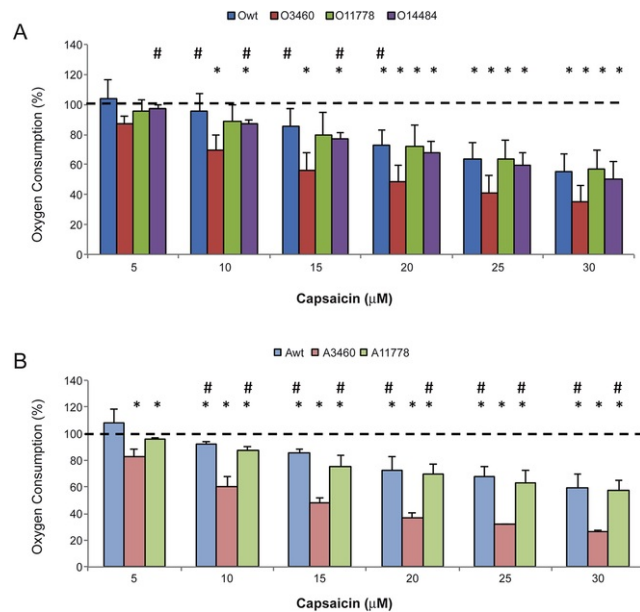 A
Owt O3460 O11778 O14484
# # # # # #
* * * * * * * * * * * * * * * *
140
120
100
80
60
40
20
0
Oxygen Consumption (%)
5 10 15 20 25 30
Capsaicin (µM)
B
Awt A3460 A11778
# # # # # # # # # #
* * * * * * * * * * * * * * * * *
140
120
100
80
60
40
20
0
Oxygen Consumption (%)
5 10 15 20 25 30
Capsaicin (µM)